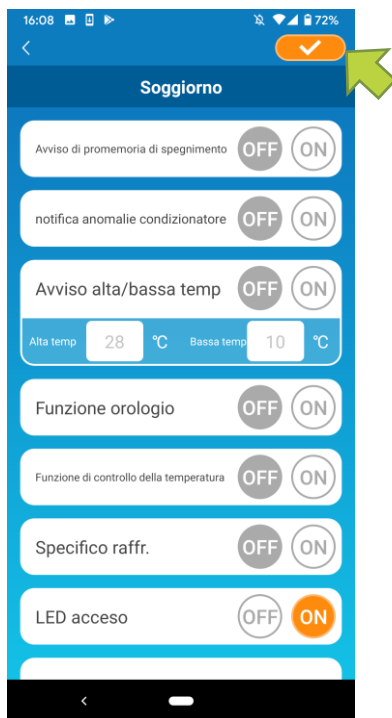 16:08 72%
Soggiorno
Avviso di promemoria di spegnimento OFF ON
notifica anomalie condizionatore OFF ON
Avviso alta/bassa temp OFF ON
Alta temp 28 °C Bassa temp 10 °C
Funzione orologio OFF ON
Funzione di controllo della temperatura OFF ON
Specifico raffr. OFF ON
LED acceso OFF ON